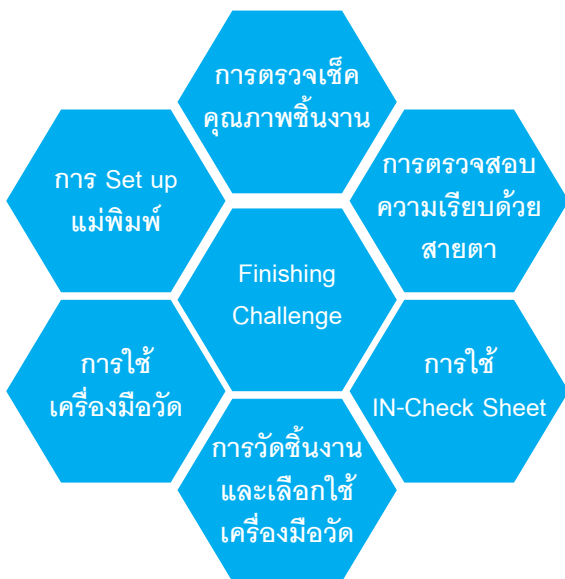 การตรวจเช็ค
คุณภาพชิ้นงาน
การ Set up
แม่พิมพ์
การตรวจสอบ
ความเรียบด้วย
สายตา
Finishing
Challenge
การใช้
เครื่องมือวัด
การใช้
IN-Check Sheet
การวัดชิ้นงาน
และเลือกใช้
เครื่องมือวัด